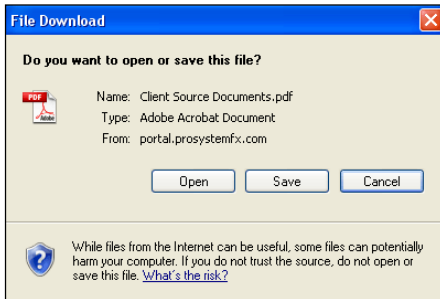 File Download
Do you want to open or save this file?
PDF
Adobe
Name: Client Source Documents.pdf
Type: Adobe Acrobat Document
From: portal.prosystemfx.com
Open Save Cancel
While files from the Internet can be useful, some files can potentially
harm your computer. If you do not trust the source, do not open or
save this file. What's the risk?